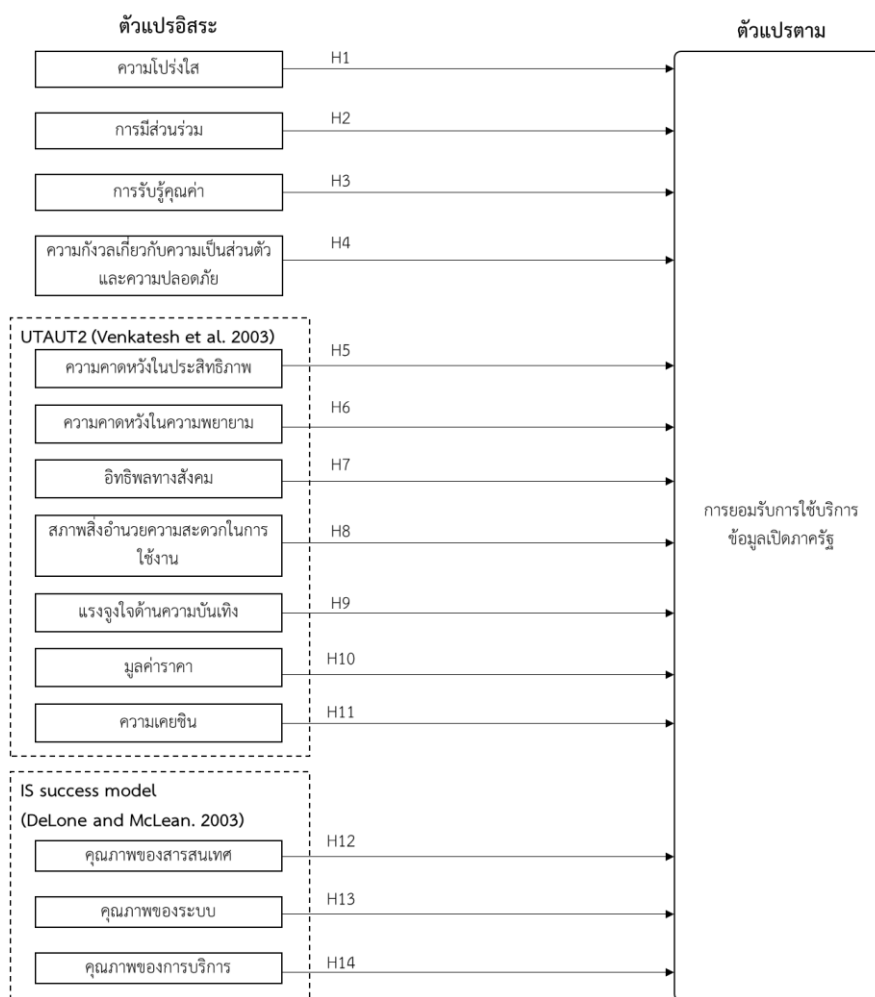 ตัวแปรอิสระ
ตัวแปรตาม
ความโปร่งใส
H1
การมีส่วนร่วม
H2
การรับรู้คุณค่า
H3
ความกังวลเกี่ยวกับความเป็นส่วนตัว
และความปลอดภัย
H4
UTAUT2 (Venkatesh et al. 2003)
ความคาดหวังในประสิทธิภาพ
H5
ความคาดหวังในความพยายาม
H6
อิทธิพลทางสังคม
H7
สภาพสิ่งอำนวยความสะดวกในการ
ใช้งาน
H8
แรงจูงใจด้านความบันเทิง
H9
มูลค่าราคา
H10
ความเคยชิน
H11
IS success model
(DeLone and McLean. 2003)
คุณภาพของสารสนเทศ
H12
คุณภาพของระบบ
H13
คุณภาพของการบริการ
H14
การยอมรับการใช้บริการ
ข้อมูลเปิดภาครัฐ